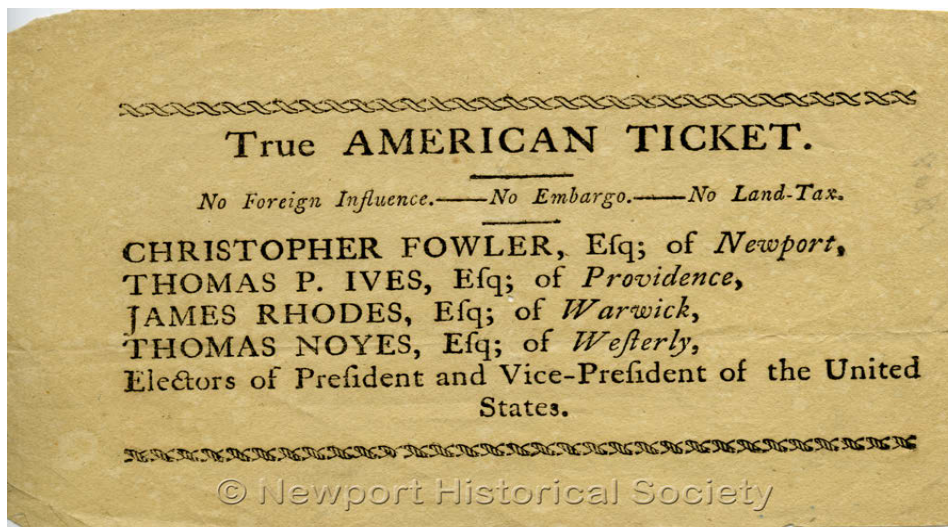 True AMERICAN TICKET.
No Foreign Influence.——No Embargo.——No Land-Tax.
CHRISTOPHER FOWLER, Eſq; of Newport,
THOMAS P. IVES, Eſq; of Providence,
JAMES RHODES, Eſq; of Warwick,
THOMAS NOYES, Eſq; of Weſterly,
Electors of Preſident and Vice-Preſident of the United
States.
© Newport Historical Society